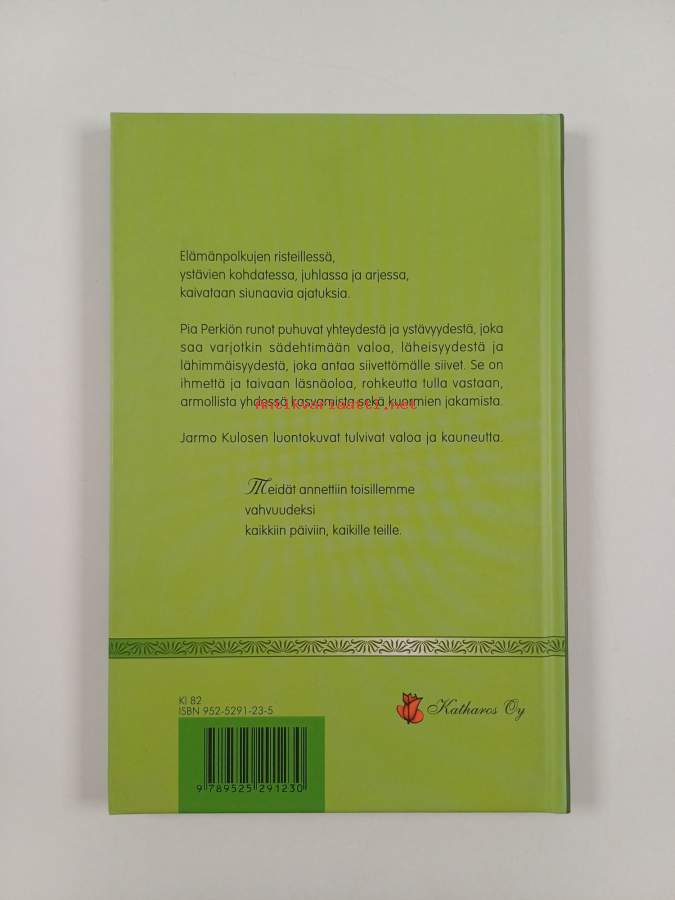 Elämänpolkujen risteillessä,
ystävien kohdatessa, juhlassa ja arjessa,
kaivataan siunaavia ajatuksia.
Pia Perkiön runot puhuvat yhteydestä ja ystävyydestä, joka
saa varjotkin sädehtimään valoa, läheisyydestä ja
lähimmäisyydestä, joka antaa siivettömälle siivet. Se on
ihmettä ja taivaan läsnäoloa, rohkeutta tulla vastaan,
armollista yhdessä kasvamista sekä kuormien jakamista.
Antikvariaatti.net
Jarmo Kulosen luontokuvat tulvivat valoa ja kauneutta.
Meidät annettiin toisillemme
vahvuudeksi
kaikkiin päiviin, kaikille teille.
Kl 82
ISBN 952-5291-23-5
Katharos Oy
9 789525 291230